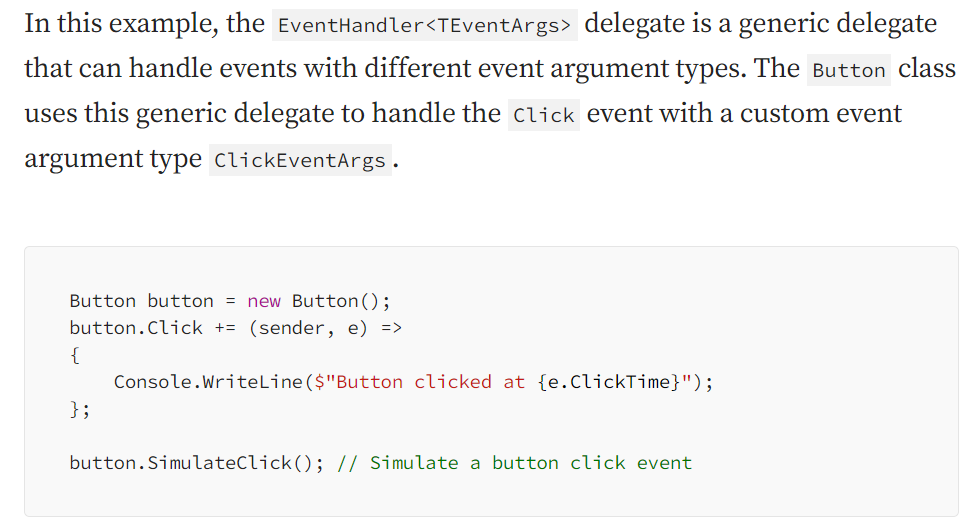 In this example, the EventHandler<TEventArgs> delegate is a generic delegate
that can handle events with different event argument types. The Button class
uses this generic delegate to handle the Click event with a custom event
argument type ClickEventArgs.
Button button = new Button();
button.Click += (sender, e) =>
{
    Console.WriteLine($"Button clicked at {e.ClickTime}");
};
button.SimulateClick(); // Simulate a button click event